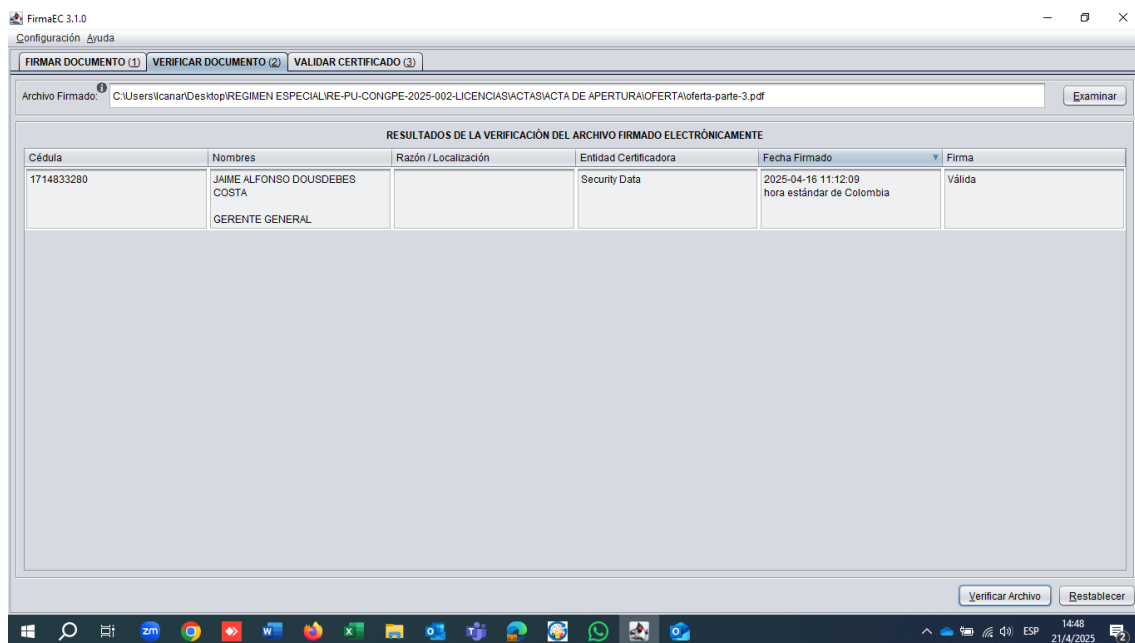 FirmaEC 3.1.0
Configuración Ayuda
FIRMAR DOCUMENTO (1) VERIFICAR DOCUMENTO (2) VALIDAR CERTIFICADO (3)
Archivo Firmado: C:\Users\lcanar\Desktop\REGIMEN ESPECIAL\RE-PU-CONGPE-2025-002-LICENCIAS\ACTAS\ACTA DE APERTURA\OFERTA\oferta-parte-3.pdf Examinar
RESULTADOS DE LA VERIFICACIÓN DEL ARCHIVO FIRMADO ELECTRÓNICAMENTE
Cédula Nombres Razón / Localización Entidad Certificadora Fecha Firmado Firma
1714833280 JAIME ALFONSO DOUSDEBES Security Data 2025-04-16 11:12:09 Válida
COSTA hora estándar de Colombia
GERENTE GENERAL
Verificar Archivo Restablecer
zm ESP 14:48
21/4/2025